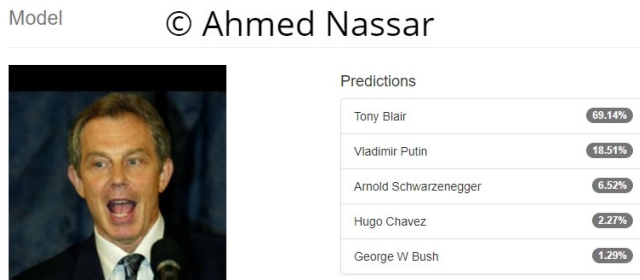 Model
© Ahmed Nassar
Predictions
Tony Blair 69.14%
Vladimir Putin 18.51%
Arnold Schwarzenegger 6.52%
Hugo Chavez 2.27%
George W Bush 1.29%